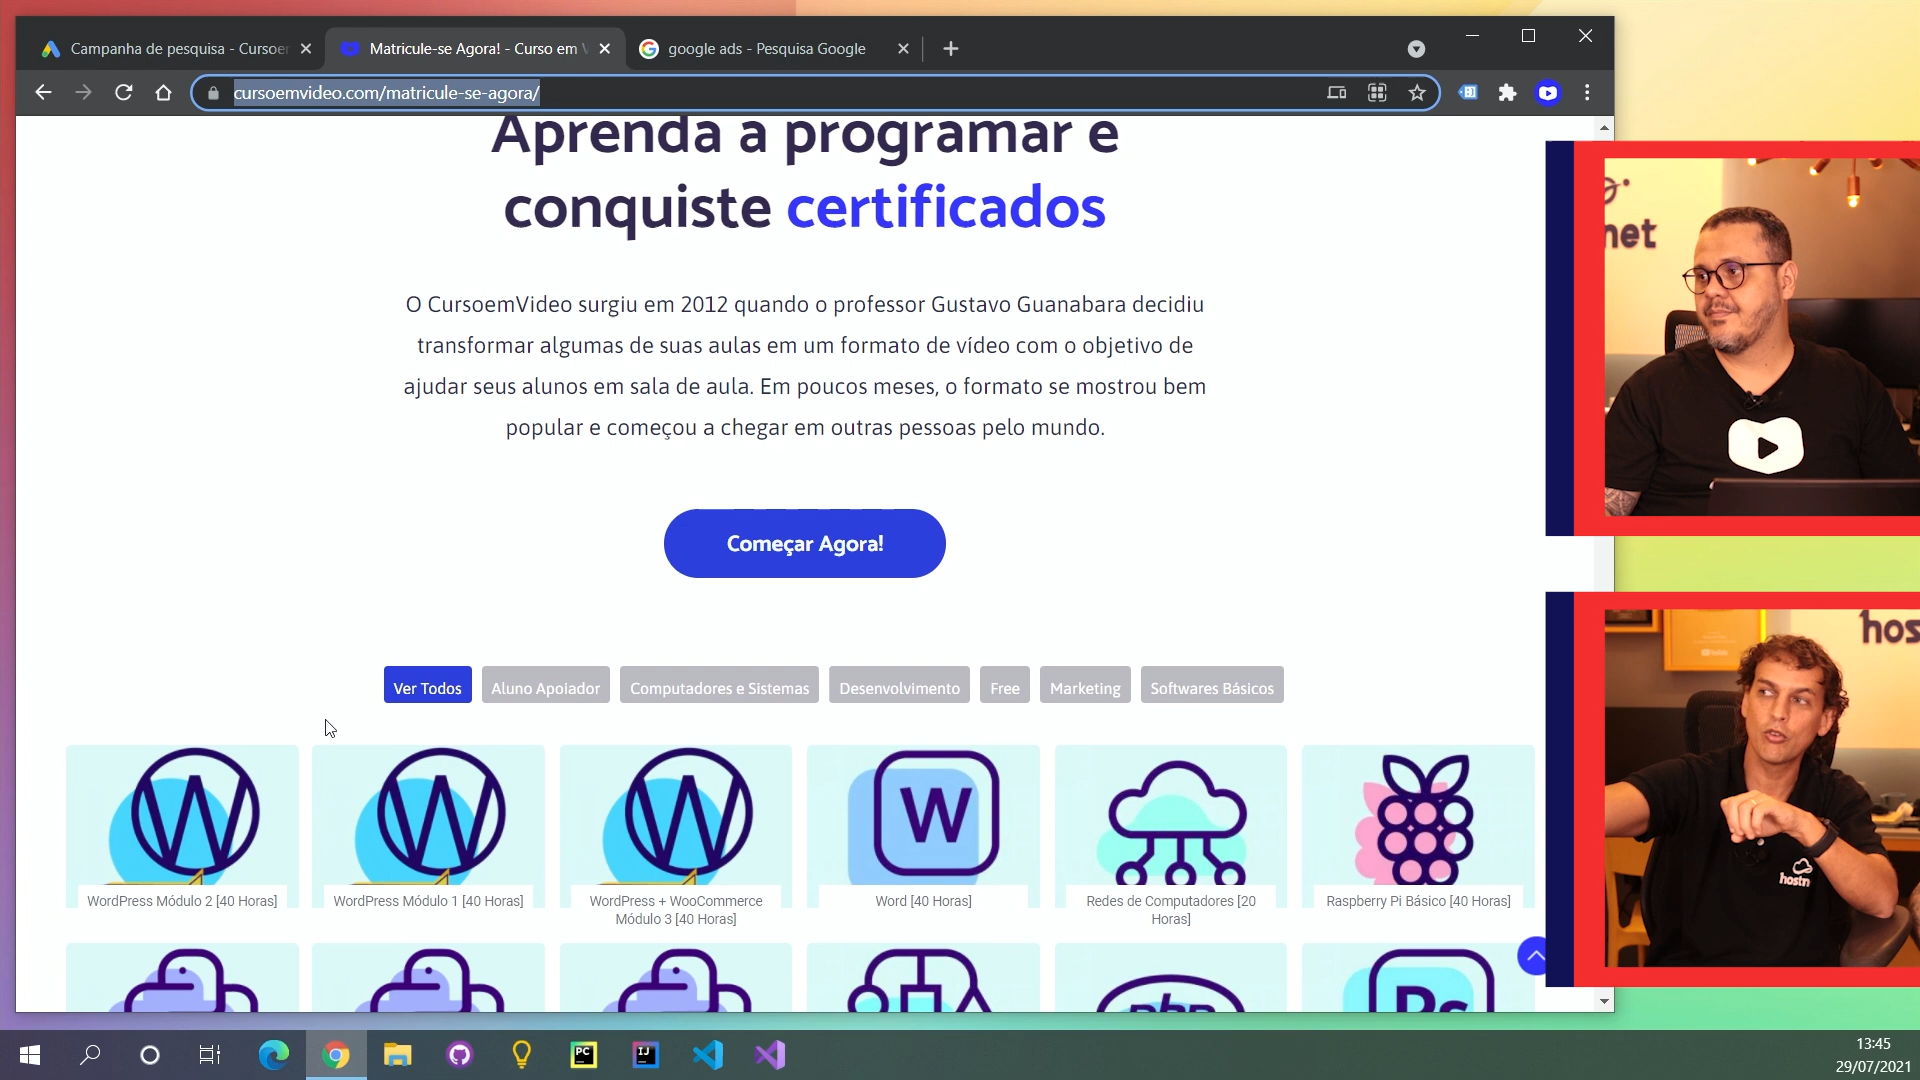 Campanha de pesquisa - Cursoe
Matricule-se Agora! - Curso em V
google ads - Pesquisa Google
cursoemvideo.com/matricule-se-agora/
Aprenda a programar e
conquiste certificados
O CursoemVideo surgiu em 2012 quando o professor Gustavo Guanabara decidiu
transformar algumas de suas aulas em um formato de vídeo com o objetivo de
ajudar seus alunos em sala de aula. Em poucos meses, o formato se mostrou bem
popular e começou a chegar em outras pessoas pelo mundo.
Começar Agora!
Ver Todos
Aluno Apoiador
Computadores e Sistemas
Desenvolvimento
Free
Marketing
Softwares Básicos
WordPress Módulo 2 [40 Horas]
WordPress Módulo 1 [40 Horas]
WordPress + WooCommerce
Módulo 3 [40 Horas]
W
Word [40 Horas]
Redes de Computadores [20
Horas]
Raspberry Pi Básico [40 Horas]
php
Ps
net
hos
hostn
PC
IJ
13:45
29/07/2021